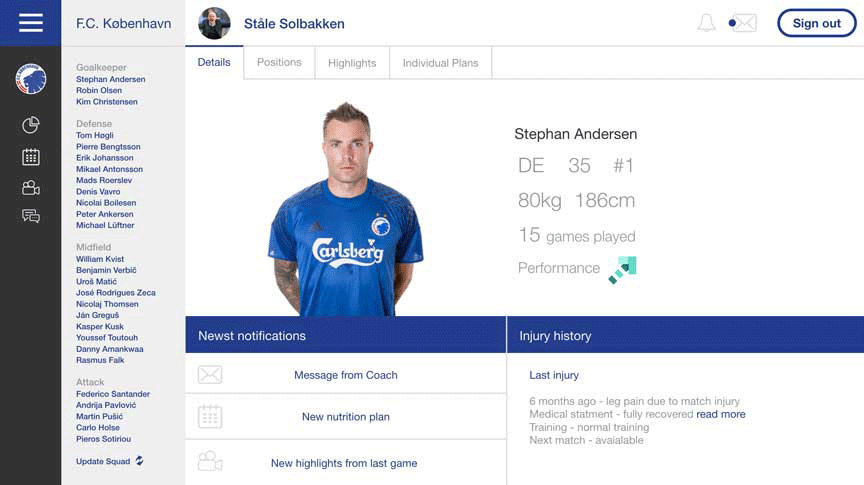 F.C. København
Ståle Solbakken
Sign out
Goalkeeper
Stephan Andersen
Robin Olsen
Kim Christensen
Defense
Tom Høgli
Pierre Bengtsson
Erik Johansson
Mikael Antonsson
Mads Roerslev
Denis Vavro
Nicolai Boilesen
Peter Ankersen
Michael Lüftner
Midfield
William Kvist
Benjamin Verbič
Uroš Matić
José Rodrigues Zeca
Nicolaj Thomsen
Ján Greguš
Kasper Kusk
Youssef Toutouh
Danny Amankwaa
Rasmus Falk
Attack
Federico Santander
Andrija Pavlović
Martin Pušić
Carlo Holse
Pieros Sotiriou
Update Squad
Details
Positions
Highlights
Individual Plans
Carlsberg
Stephan Andersen
DE 35 #1
80kg 186cm
15 games played
Performance
Newst notifications
Message from Coach
New nutrition plan
New highlights from last game
Injury history
Last injury
6 months ago - leg pain due to match injury
Medical statment - fully recovered read more
Training - normal training
Next match - avaialable